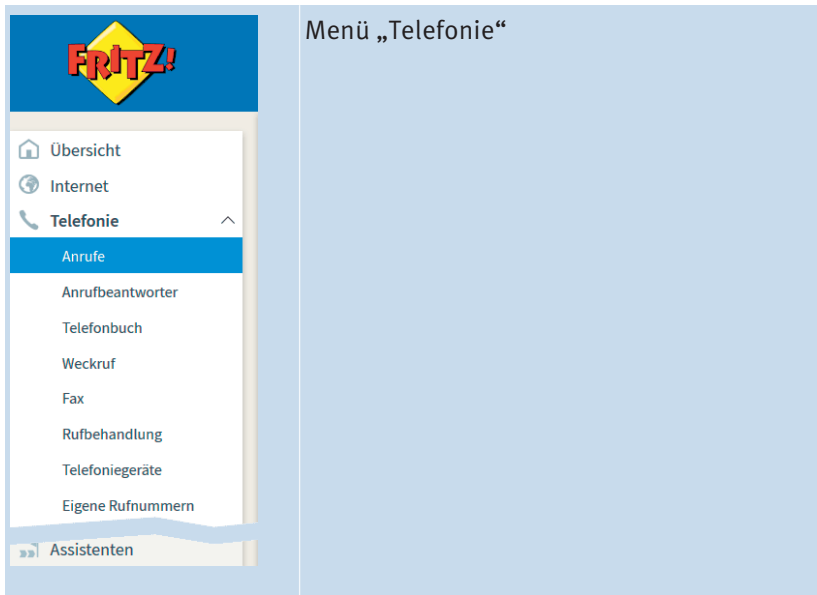 FRITZ!
Menü „Telefonie“
Übersicht
Internet
Telefonie
Anrufe
Anrufbeantworter
Telefonbuch
Weckruf
Fax
Rufbehandlung
Telefoniegeräte
Eigene Rufnummern
Assistenten